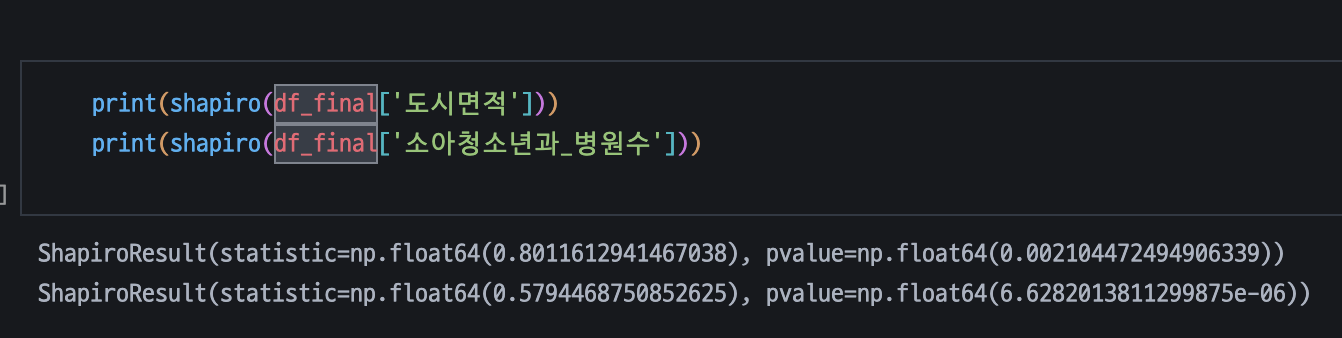 print(shapiro(df_final['도시면적']))
print(shapiro(df_final['소아청소년과_병원수']))
]
ShapiroResult(statistic=np.float64(0.8011612941467038), pvalue=np.float64(0.002104472494906339))
ShapiroResult(statistic=np.float64(0.5794468750852625), pvalue=np.float64(6.6282013811299875e-06))